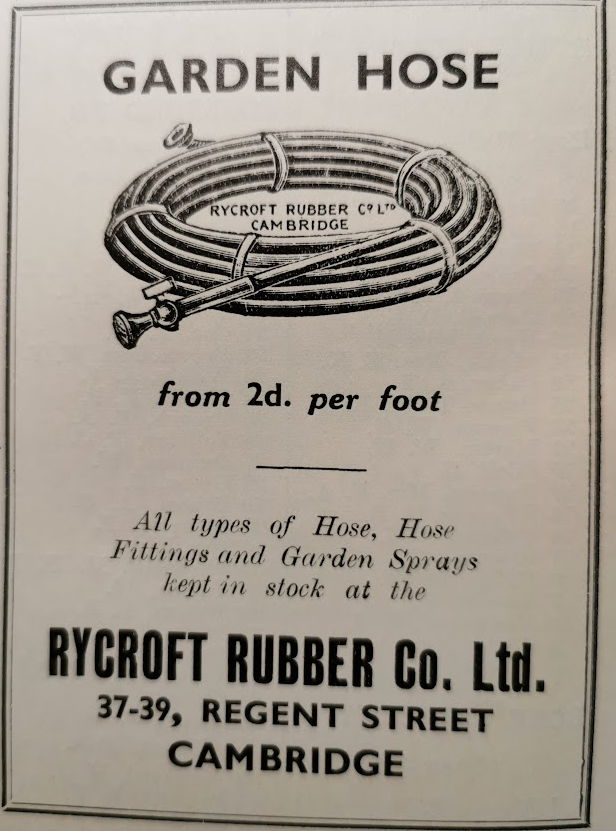 GARDEN HOSE
RYCROFT RUBBER Co LTD
CAMBRIDGE
from 2d. per foot
All types of Hose, Hose
Fittings and Garden Sprays
kept in stock at the
RYCROFT RUBBER Co. Ltd.
37-39, REGENT STREET
CAMBRIDGE